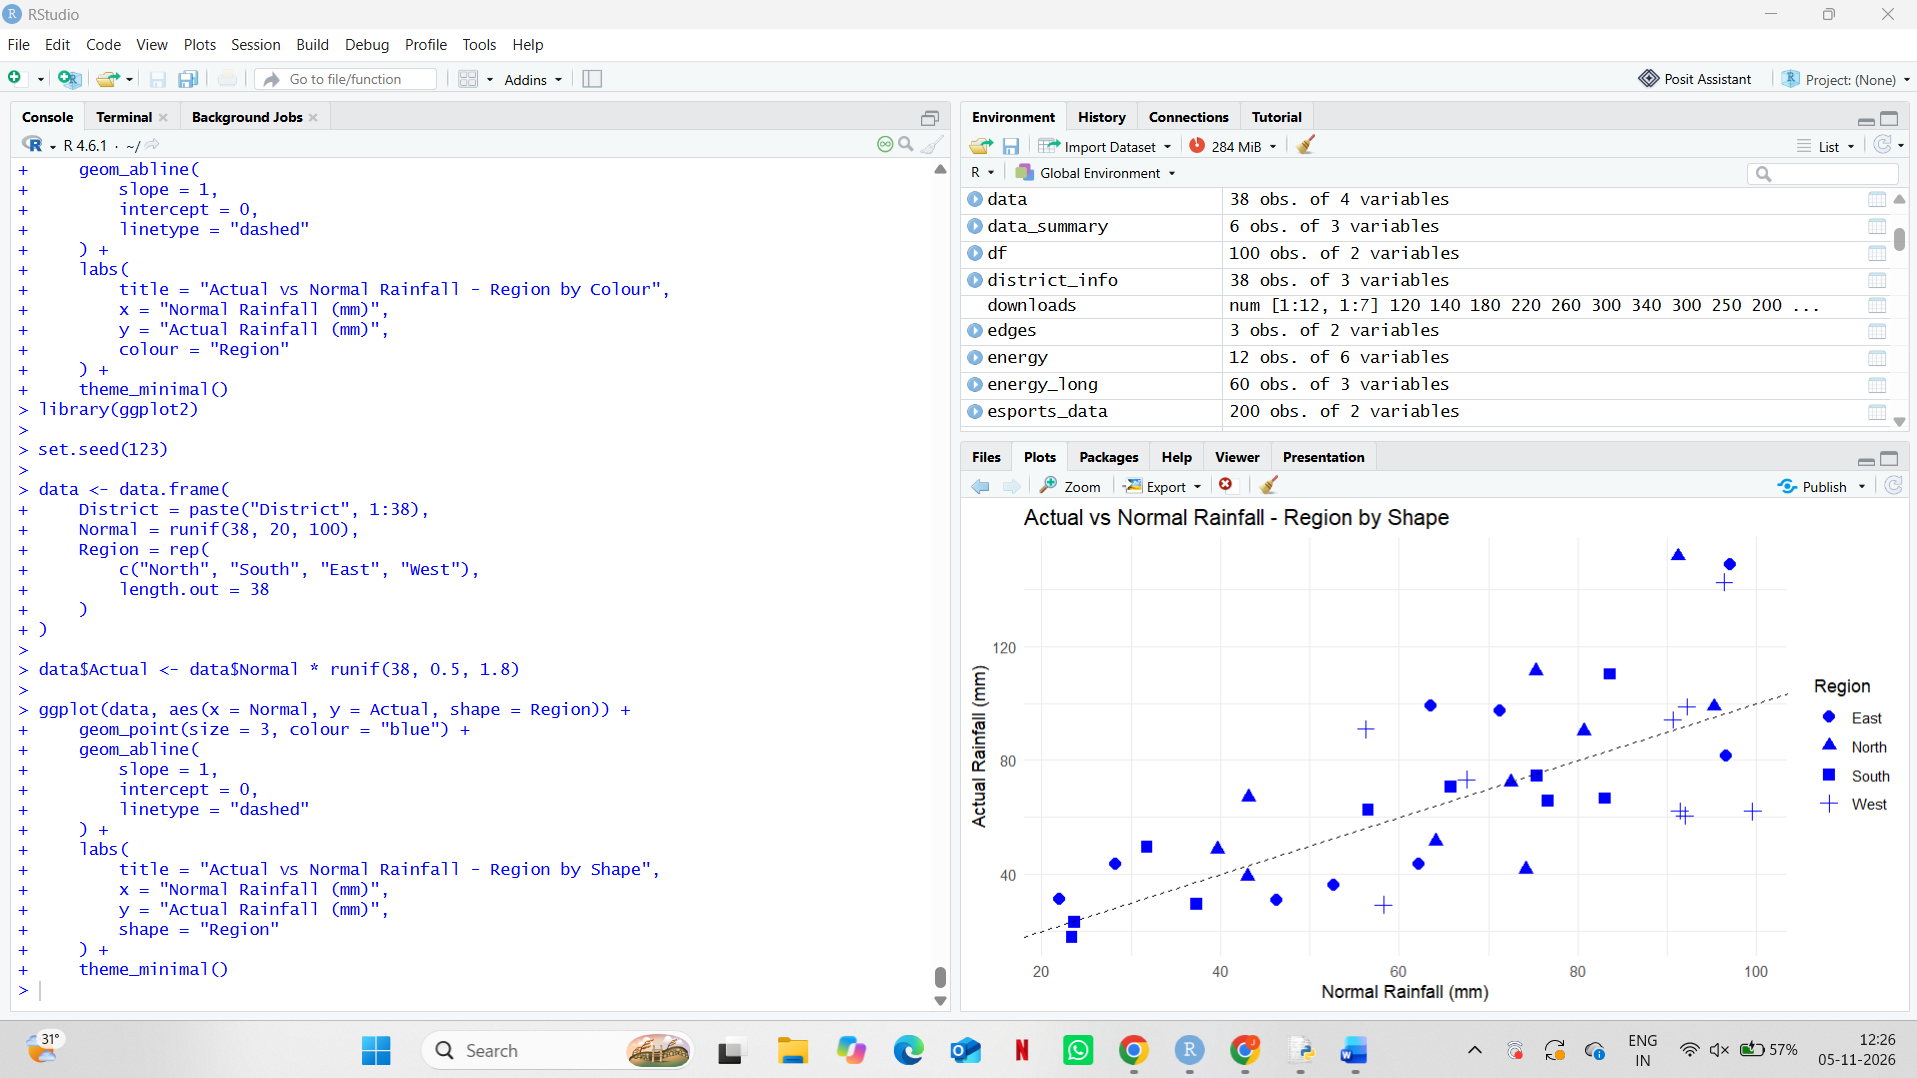 RStudio
File Edit Code View Plots Session Build Debug Profile Tools Help
Go to file/function Addins Posit Assistant Project: (None)
Console Terminal Background Jobs
R 4.6.1 · ~/
+     geom_abline(
+         slope = 1,
+         intercept = 0,
+         linetype = "dashed"
+     ) +
+     labs(
+         title = "Actual vs Normal Rainfall - Region by Colour",
+         x = "Normal Rainfall (mm)",
+         y = "Actual Rainfall (mm)",
+         colour = "Region"
+     ) +
+     theme_minimal()
> library(ggplot2)
>
> set.seed(123)
>
> data <- data.frame(
+     District = paste("District", 1:38),
+     Normal = runif(38, 20, 100),
+     Region = rep(
+         c("North", "South", "East", "West"),
+         length.out = 38
+     )
+ )
>
> data$Actual <- data$Normal * runif(38, 0.5, 1.8)
>
> ggplot(data, aes(x = Normal, y = Actual, shape = Region)) +
+     geom_point(size = 3, colour = "blue") +
+     geom_abline(
+         slope = 1,
+         intercept = 0,
+         linetype = "dashed"
+     ) +
+     labs(
+         title = "Actual vs Normal Rainfall - Region by Shape",
+         x = "Normal Rainfall (mm)",
+         y = "Actual Rainfall (mm)",
+         shape = "Region"
+     ) +
+     theme_minimal()
>
Environment History Connections Tutorial
Import Dataset 284 MiB List
R Global Environment
data 38 obs. of 4 variables
data_summary 6 obs. of 3 variables
df 100 obs. of 2 variables
district_info 38 obs. of 3 variables
downloads num [1:12, 1:7] 120 140 180 220 260 300 340 300 250 200 ...
edges 3 obs. of 2 variables
energy 12 obs. of 6 variables
energy_long 60 obs. of 3 variables
esports_data 200 obs. of 2 variables
Files Plots Packages Help Viewer Presentation
Zoom Export Publish
Actual vs Normal Rainfall - Region by Shape
120
80
40
Actual Rainfall (mm)
20 40 60 80 100
Normal Rainfall (mm)
Region
East
North
South
West
31°
Search
ENG
IN
57%
12:26
05-11-2026